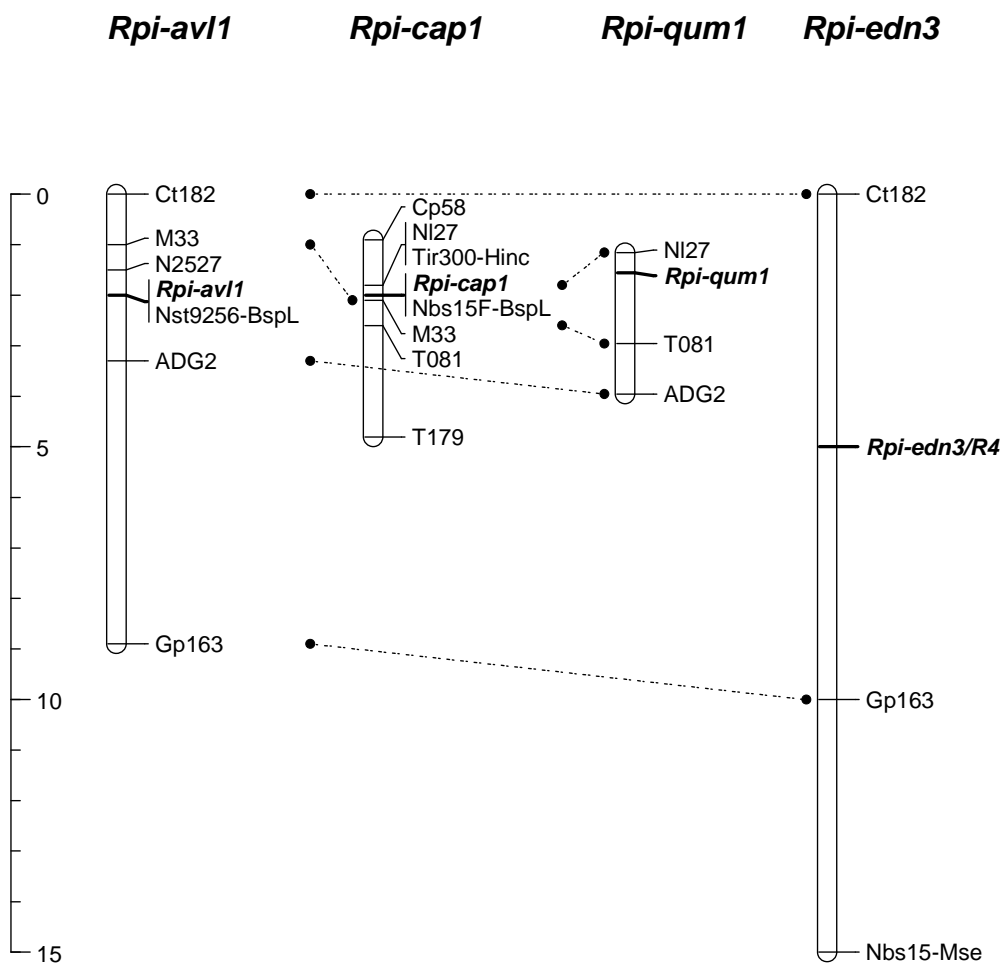 Rpi-avl1 Rpi-cap1 Rpi-qum1 Rpi-edn3
0
5
10
15
Ct182
M33
N2527
Rpi-avl1
Nst9256-BspL
ADG2
Gp163
Cp58
Nl27
Tir300-Hinc
Rpi-cap1
Nbs15F-BspL
M33
T081
T179
Nl27
Rpi-qum1
T081
ADG2
Ct182
Rpi-edn3/R4
Gp163
Nbs15-Mse